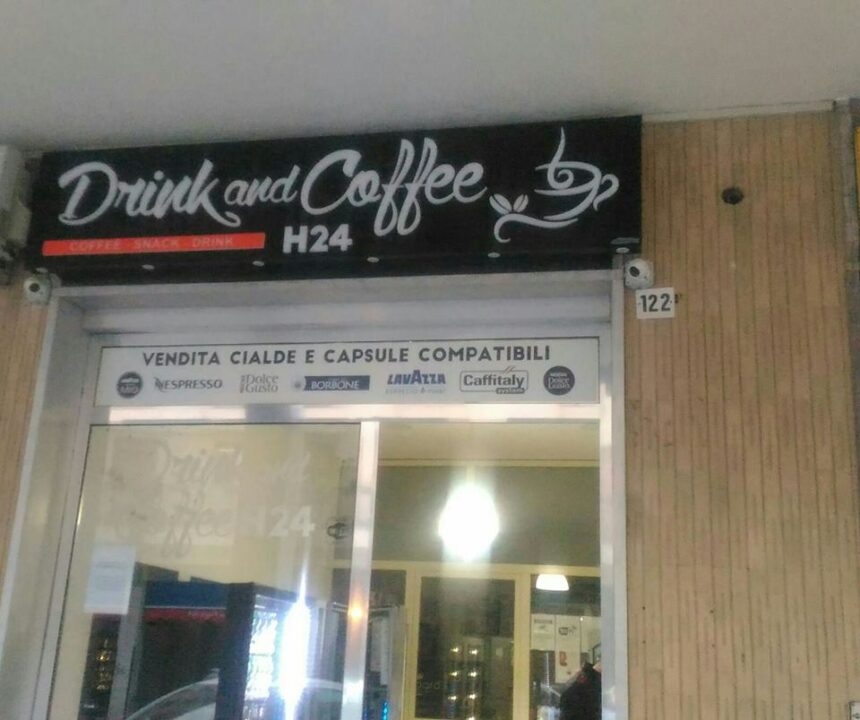 Drink and Coffee
H24
COFFEE SNACK DRINK
122
VENDITA CIALDE E CAPSULE COMPATIBILI
NESPRESSO
Dolce Gusto
BORBONE
LAVAZZA
Caffitaly
system
Dolce Gusto
Drink and
Coffee H24